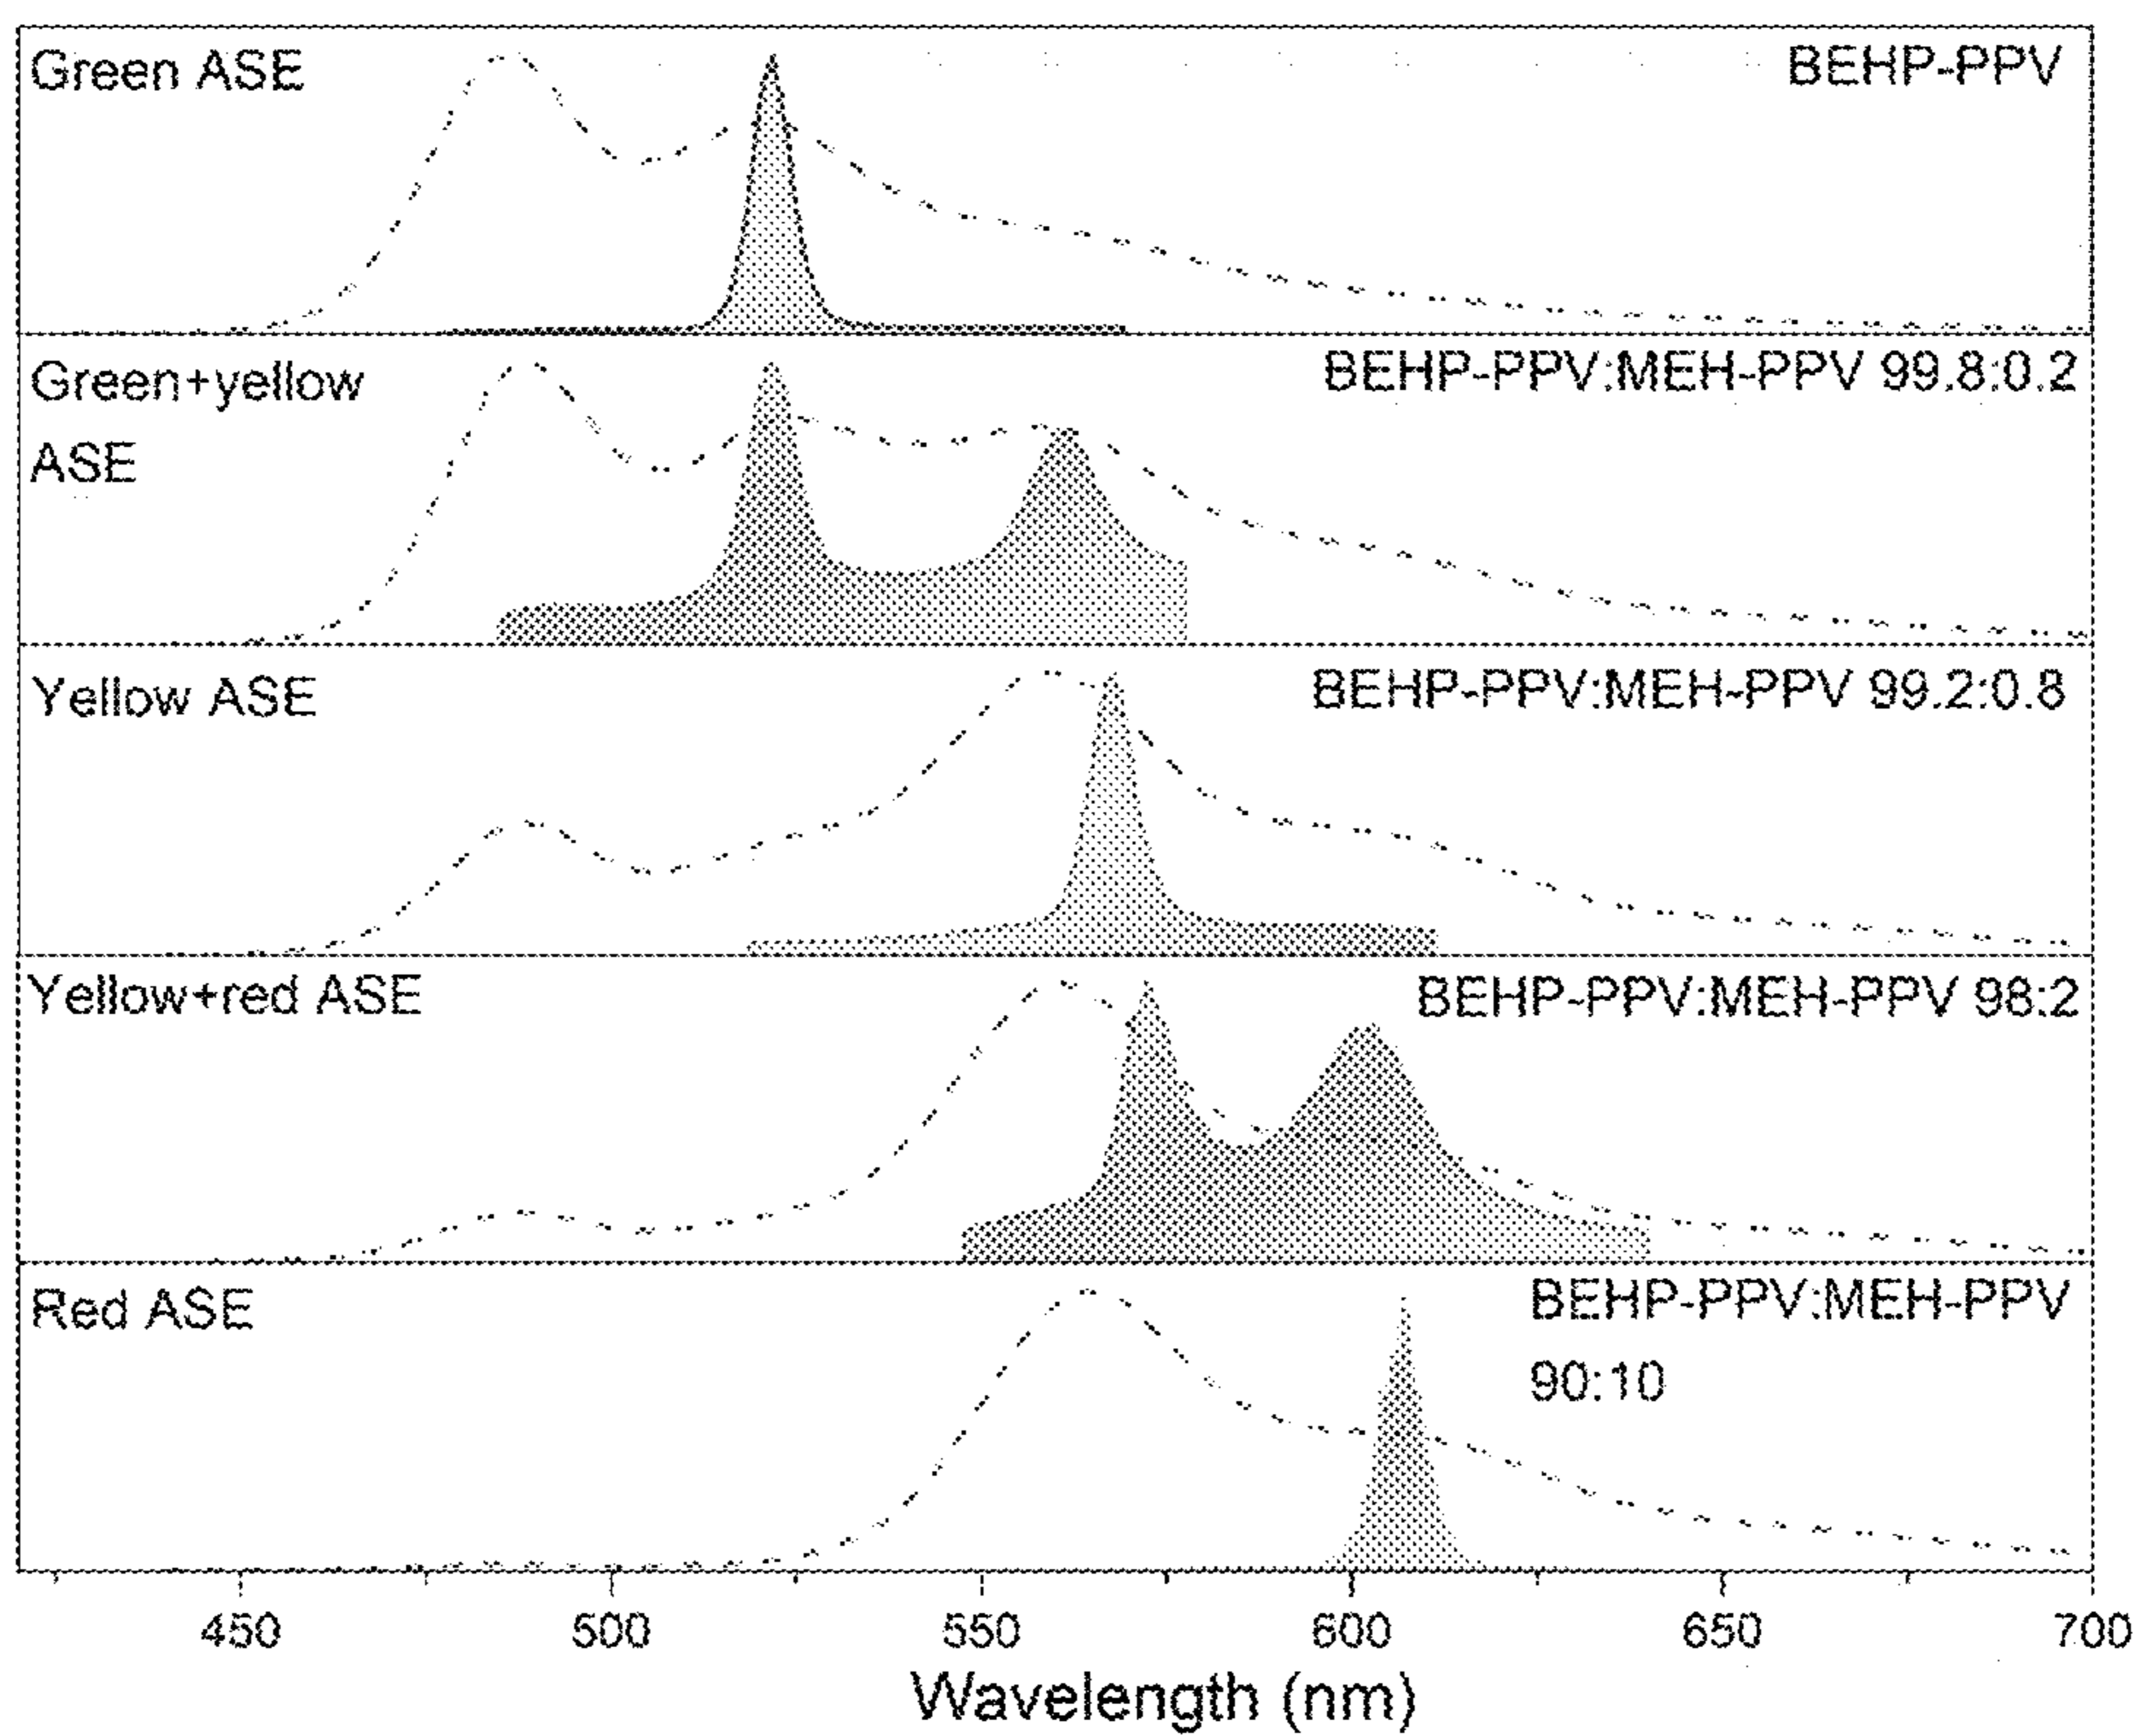 Green ASE
BEHP-PPV
Green+yellow
ASE
BEHP-PPV:MEH-PPV 99.8:0.2
Yellow ASE
BEHP-PPV:MEH-PPV 99.2:0.8
Yellow+red ASE
BEHP-PPV:MEH-PPV 98:2
Red ASE
BEHP-PPV:MEH-PPV
90:10
450 500 550 600 650 700
Wavelength (nm)